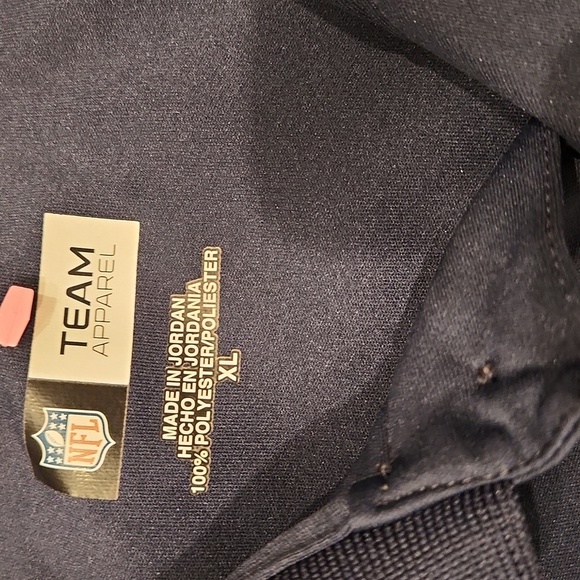 NFL
TEAM
APPAREL
MADE IN JORDAN
HECHO EN JORDANIA
100% POLYESTER/POLIESTER
XL